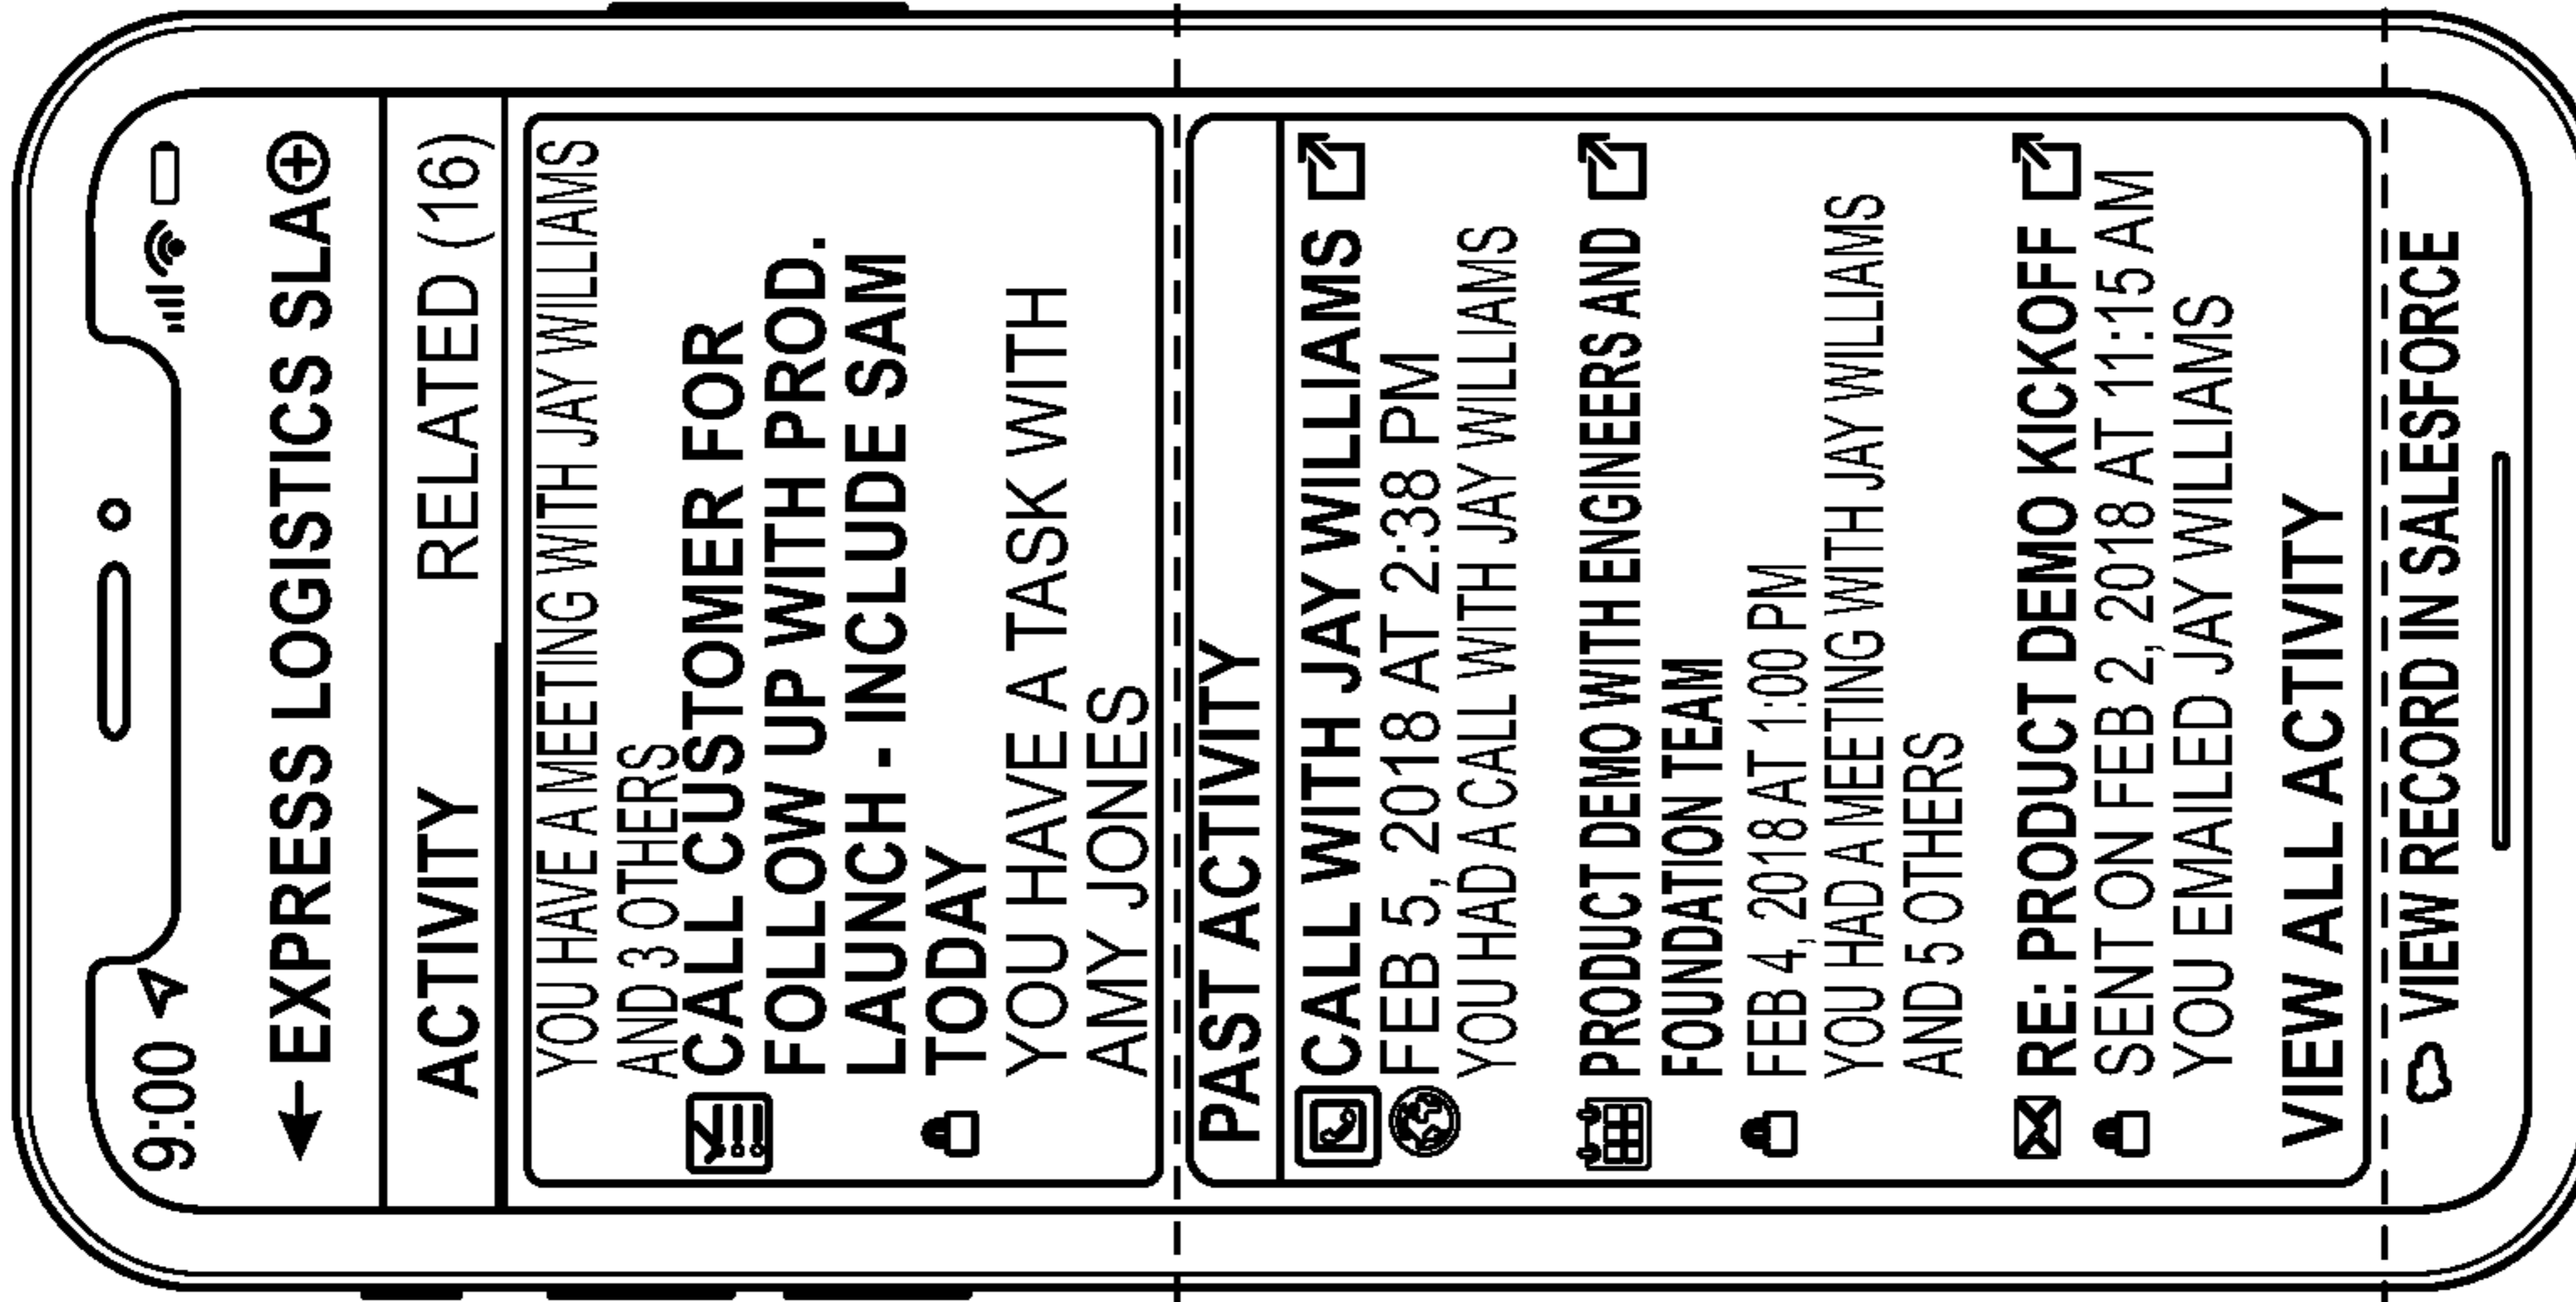 9:00
EXPRESS LOGISTICS SLA
ACTIVITY RELATED (16)
YOU HAVE A MEETING WITH JAY WILLIAMS
AND 3 OTHERS
CALL CUSTOMER FOR
FOLLOW UP WITH PROD.
LAUNCH - INCLUDE SAM
TODAY
YOU HAVE A TASK WITH
AMY JONES
PAST ACTIVITY
CALL WITH JAY WILLIAMS
FEB 5, 2018 AT 2:38 PM
YOU HAD A CALL WITH JAY WILLIAMS
PRODUCT DEMO WITH ENGINEERS AND
FOUNDATION TEAM
FEB 4, 2018 AT 1:00 PM
YOU HAD A MEETING WITH JAY WILLIAMS
AND 5 OTHERS
RE: PRODUCT DEMO KICKOFF
SENT ON FEB 2, 2018 AT 11:15 AM
YOU EMAILED JAY WILLIAMS
VIEW ALL ACTIVITY
VIEW RECORD IN SALESFORCE